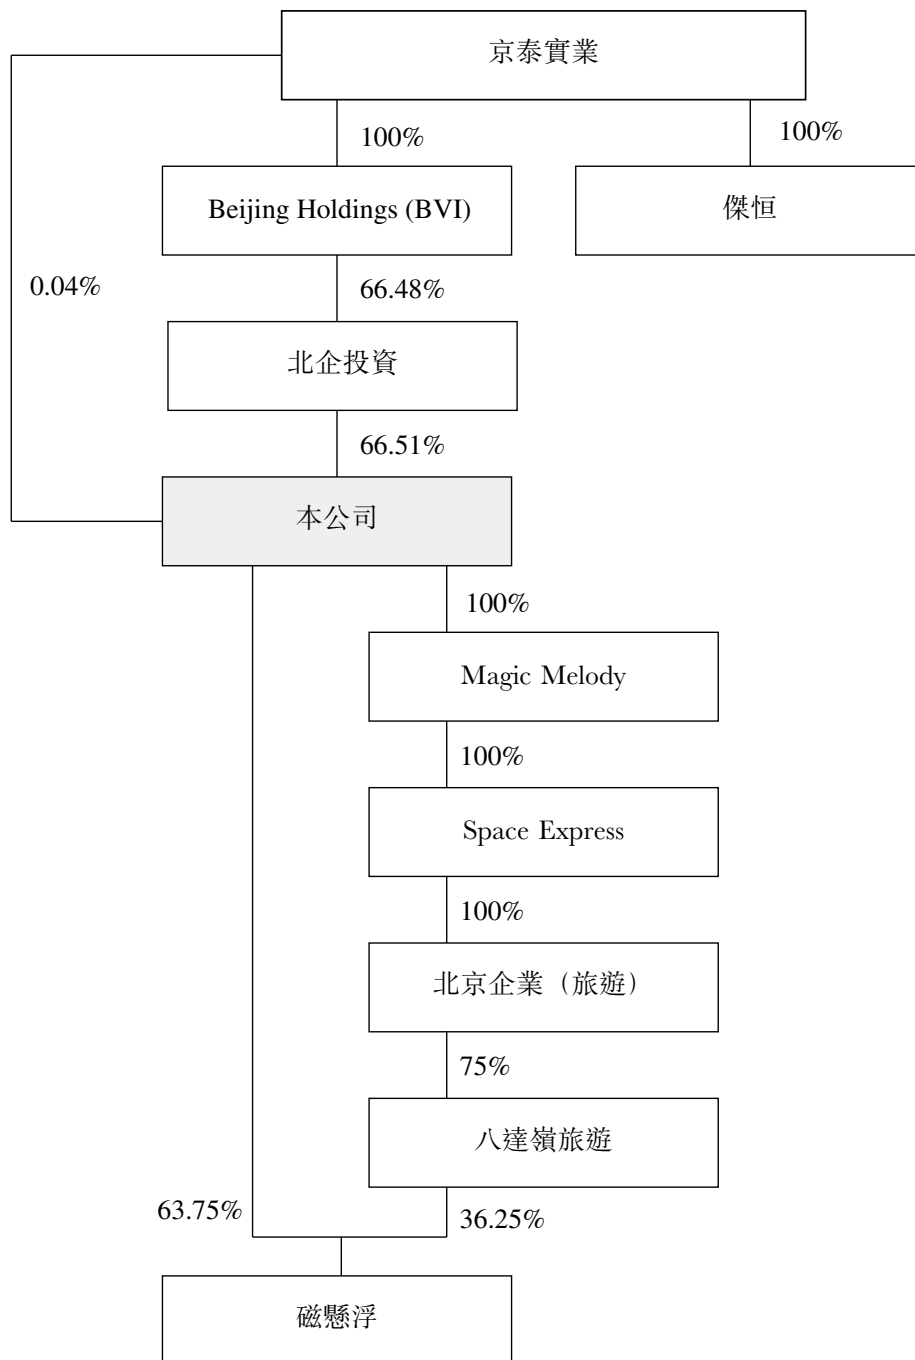 京泰實業
100%
100%
Beijing Holdings (BVI)
傑恒
0.04%
66.48%
北企投資
66.51%
本公司
100%
Magic Melody
100%
Space Express
100%
北京企業（旅遊）
75%
八達嶺旅遊
63.75%
36.25%
磁懸浮